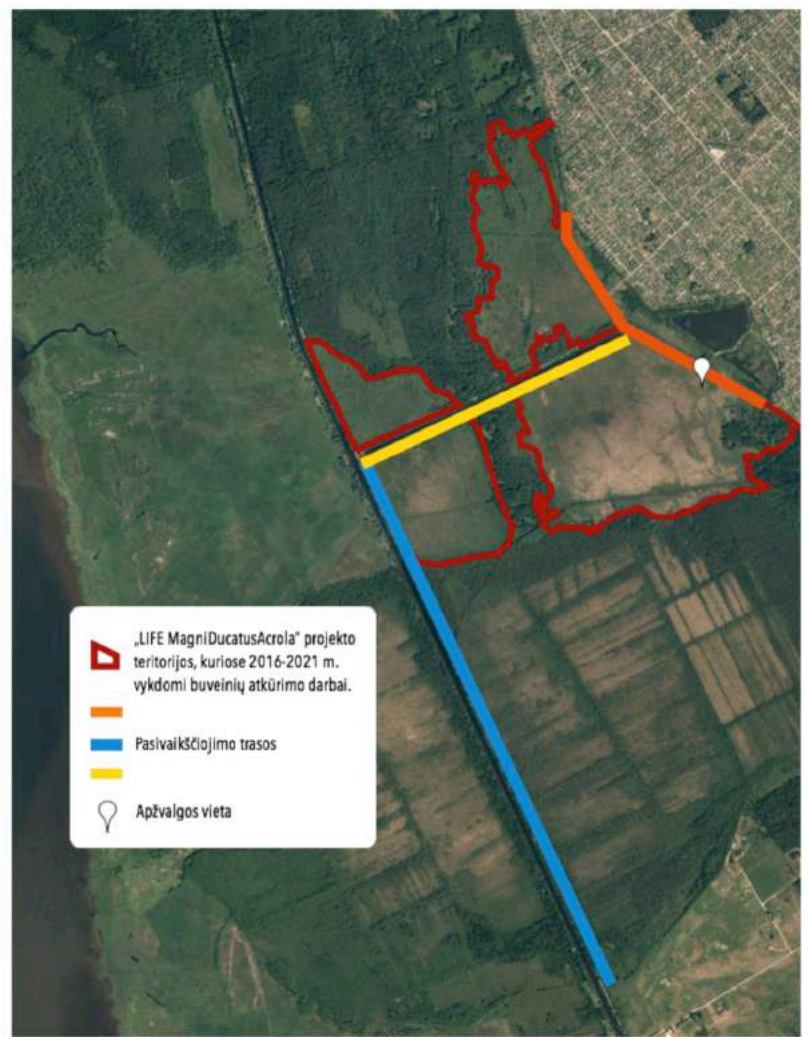 „LIFE MagniDucatusAcrola" projekto
teritorijos, kuriose 2016-2021 m.
vykdomi buveinių atkūrimo darbai.
Pasivaikščiojimo trasos
Apžvalgos vieta